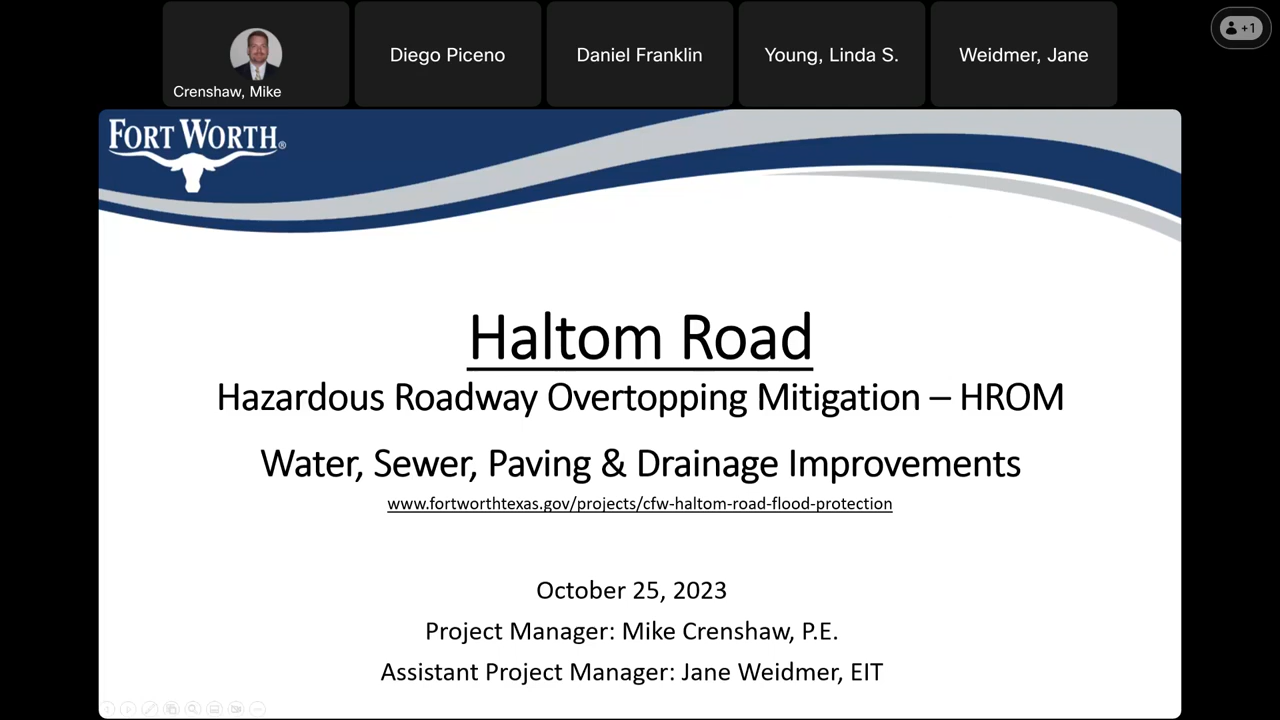 Crenshaw, Mike
Diego Piceno
Daniel Franklin
Young, Linda S.
Weidmer, Jane
+1
FORT WORTH®
Haltom Road
Hazardous Roadway Overtopping Mitigation – HROM
Water, Sewer, Paving & Drainage Improvements
www.fortworthtexas.gov/projects/cfw-haltom-road-flood-protection
October 25, 2023
Project Manager: Mike Crenshaw, P.E.
Assistant Project Manager: Jane Weidmer, EIT